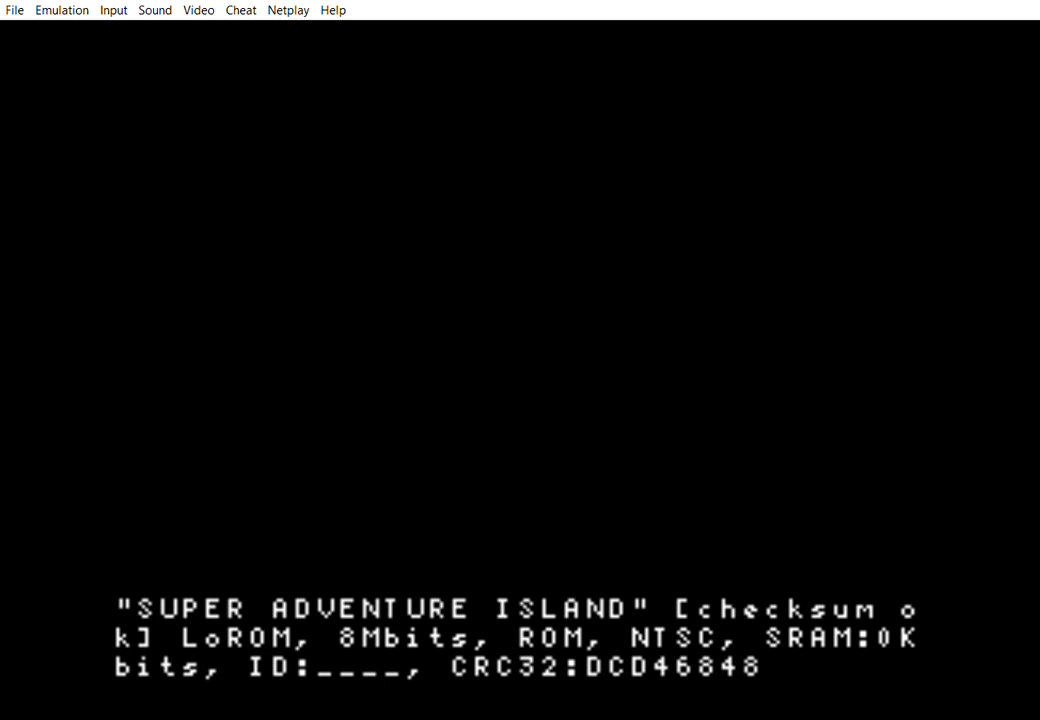 File Emulation Input Sound Video Cheat Netplay Help
"SUPER ADVENTURE ISLAND" [checksum o
k] LoROM, 8Mbits, ROM, NTSC, SRAM:0K
bits, ID:____, CRC32:DCD46848